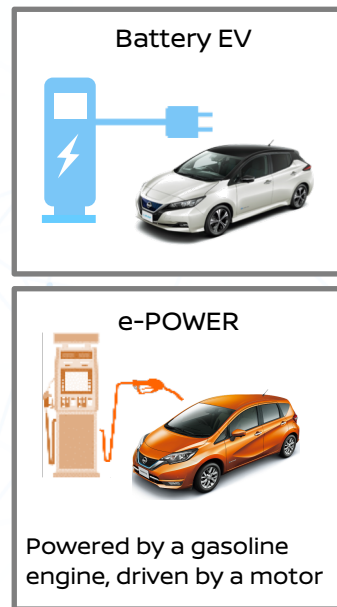 Battery EV
e-POWER
Powered by a gasoline
engine, driven by a motor